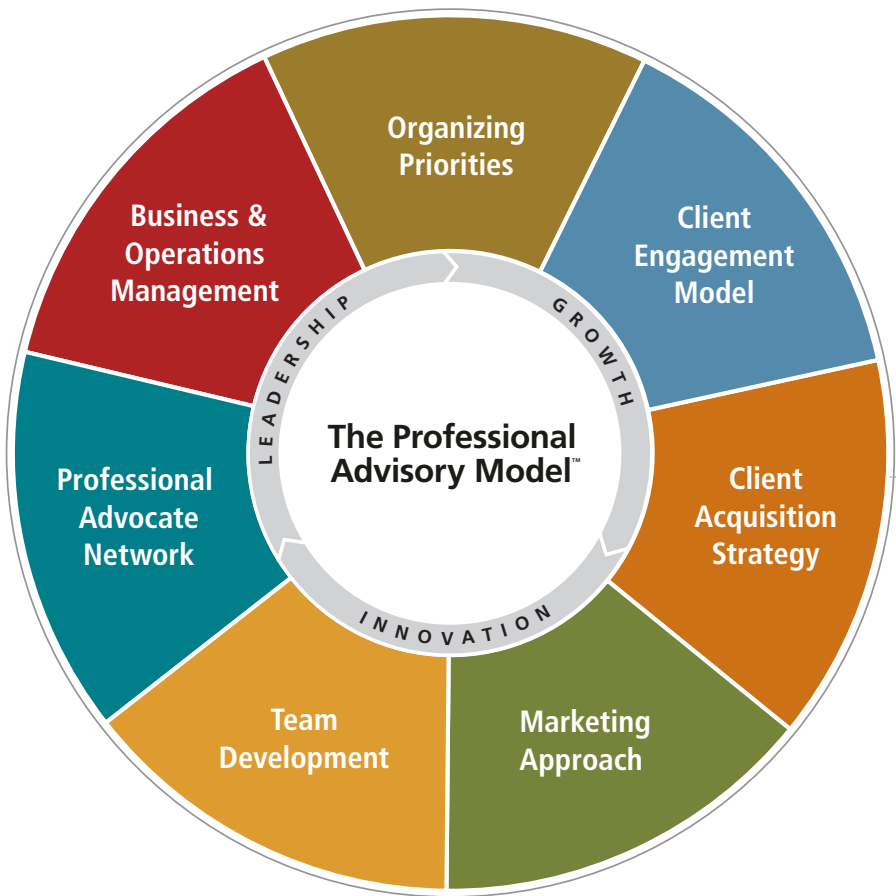 Organizing
Priorities
Client
Engagement
Model
Client
Acquisition
Strategy
Marketing
Approach
Team
Development
Professional
Advocate
Network
Business &
Operations
Management
LEADERSHIP
GROWTH
INNOVATION
The Professional
Advisory Model™